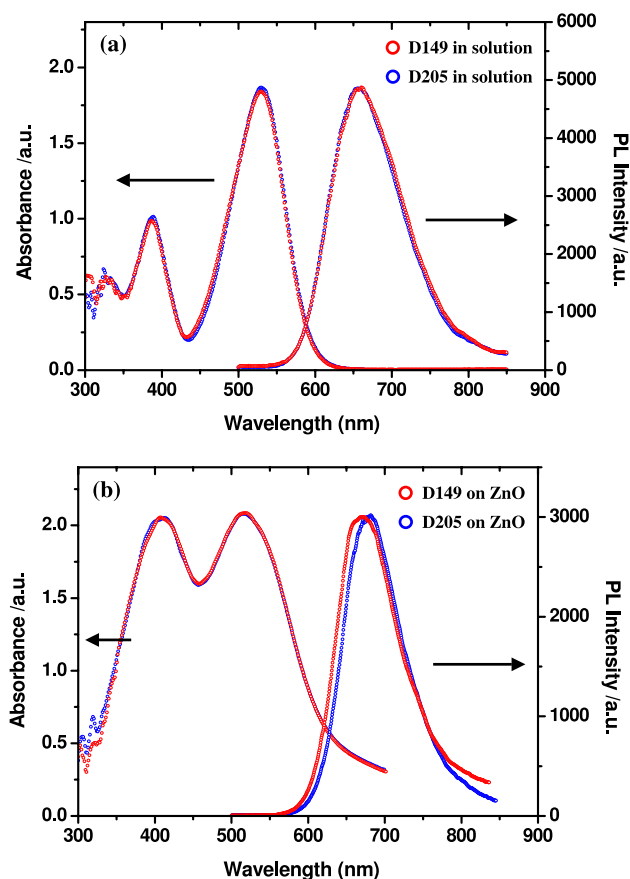 (a)
D149 in solution
D205 in solution
Absorbance /a.u.
PL Intensity /a.u.
2.0
1.5
1.0
0.5
0.0
6000
5000
4000
3000
2000
1000
0
300 400 500 600 700 800 900
Wavelength (nm)
(b)
D149 on ZnO
D205 on ZnO
Absorbance /a.u.
PL Intensity /a.u.
2.0
1.5
1.0
0.5
0.0
3000
2000
1000
0
300 400 500 600 700 800 900
Wavelength (nm)